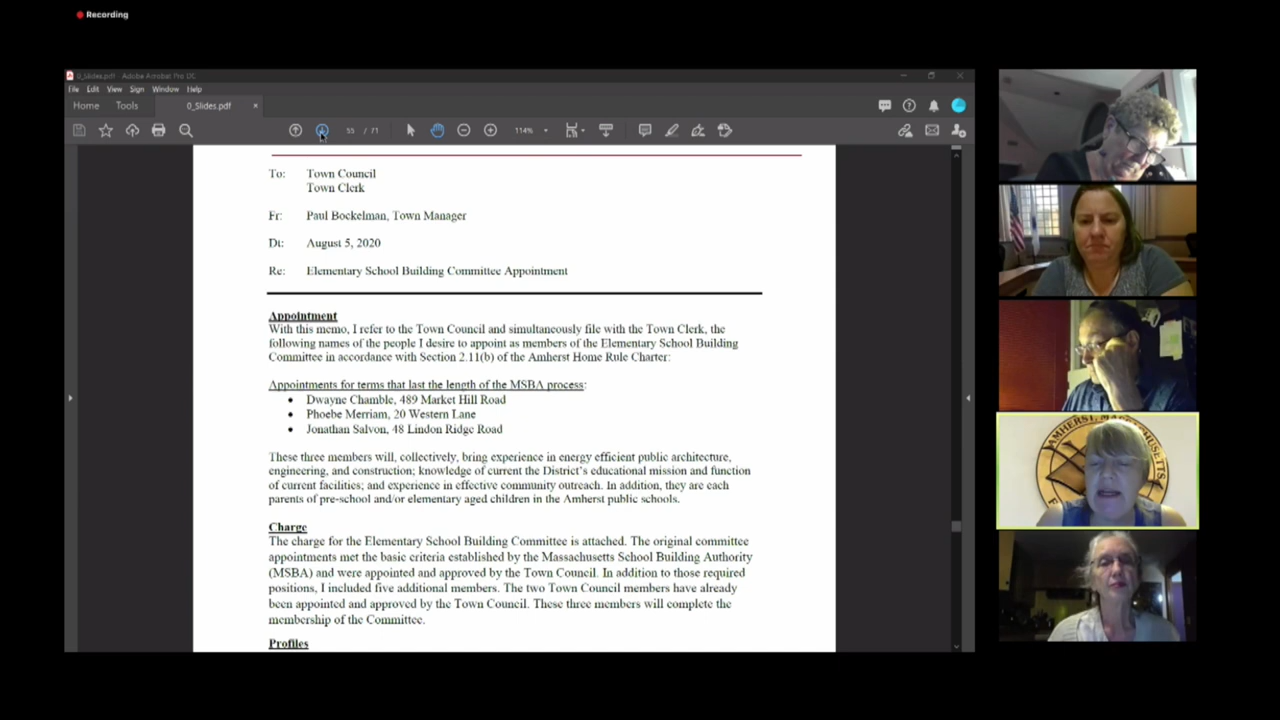 Recording
0_Slides.pdf - Adobe Acrobat Pro DC
File Edit View Sign Window Help
Home Tools 0_Slides.pdf ×
55 / 71 114%
To: Town Council
Town Clerk
Fr: Paul Bockelman, Town Manager
Dt: August 5, 2020
Re: Elementary School Building Committee Appointment
Appointment
With this memo, I refer to the Town Council and simultaneously file with the Town Clerk, the
following names of the people I desire to appoint as members of the Elementary School Building
Committee in accordance with Section 2.11(b) of the Amherst Home Rule Charter:
Appointments for terms that last the length of the MSBA process:
• Dwayne Chamble, 489 Market Hill Road
• Phoebe Merriam, 20 Western Lane
• Jonathan Salvon, 48 Lindon Ridge Road
These three members will, collectively, bring experience in energy efficient public architecture,
engineering, and construction; knowledge of current the District's educational mission and function
of current facilities; and experience in effective community outreach. In addition, they are each
parents of pre-school and/or elementary aged children in the Amherst public schools.
Charge
The charge for the Elementary School Building Committee is attached. The original committee
appointments met the basic criteria established by the Massachusetts School Building Authority
(MSBA) and were appointed and approved by the Town Council. In addition to those required
positions, I included five additional members. The two Town Council members have already
been appointed and approved by the Town Council. These three members will complete the
membership of the Committee.
Profiles
AMHERST, MASSACHUSETTS